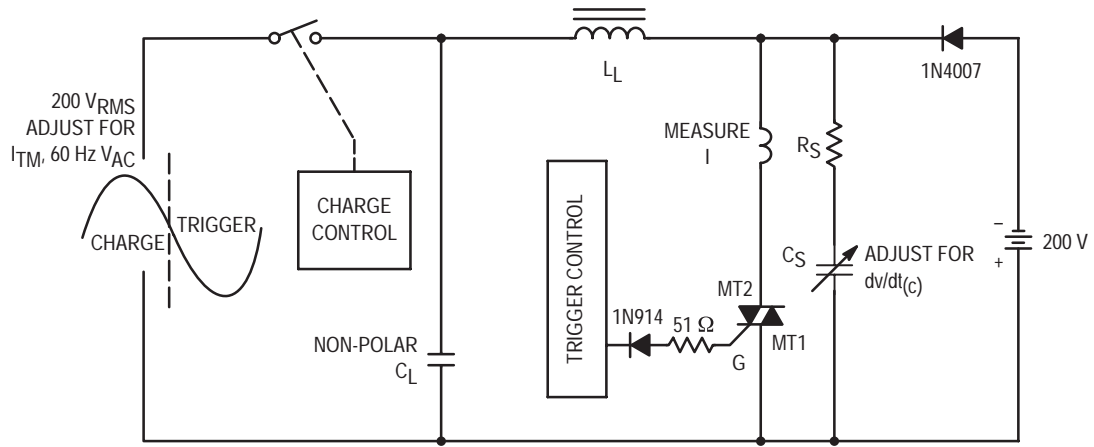 200 VRMS
ADJUST FOR
ITM, 60 Hz VAC
TRIGGER
CHARGE
CHARGE
CONTROL
NON-POLAR
CL
LL
TRIGGER CONTROL
1N914
51 Ω
G
MT2
MT1
MEASURE
I
RS
CS
ADJUST FOR
dv/dt(c)
1N4007
–
+
200 V